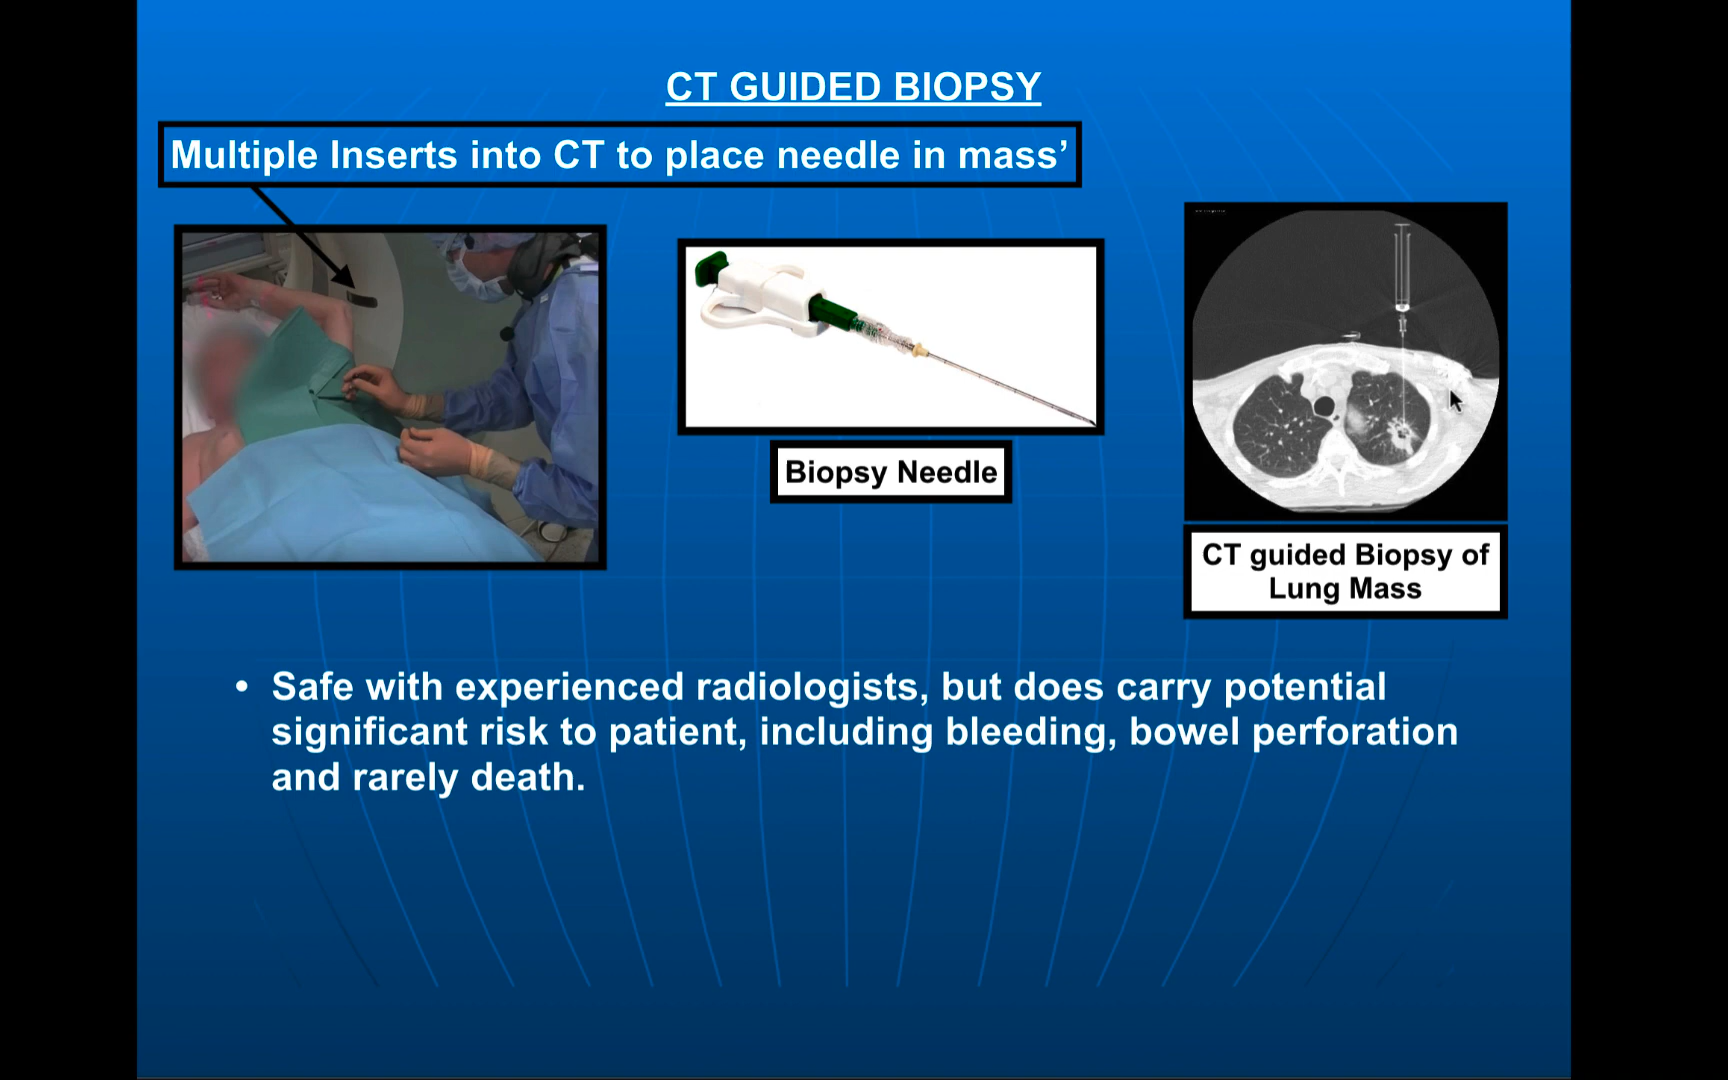 CT GUIDED BIOPSY
Multiple Inserts into CT to place needle in mass’
Biopsy Needle
CT guided Biopsy of
Lung Mass
• Safe with experienced radiologists, but does carry potential
significant risk to patient, including bleeding, bowel perforation
and rarely death.